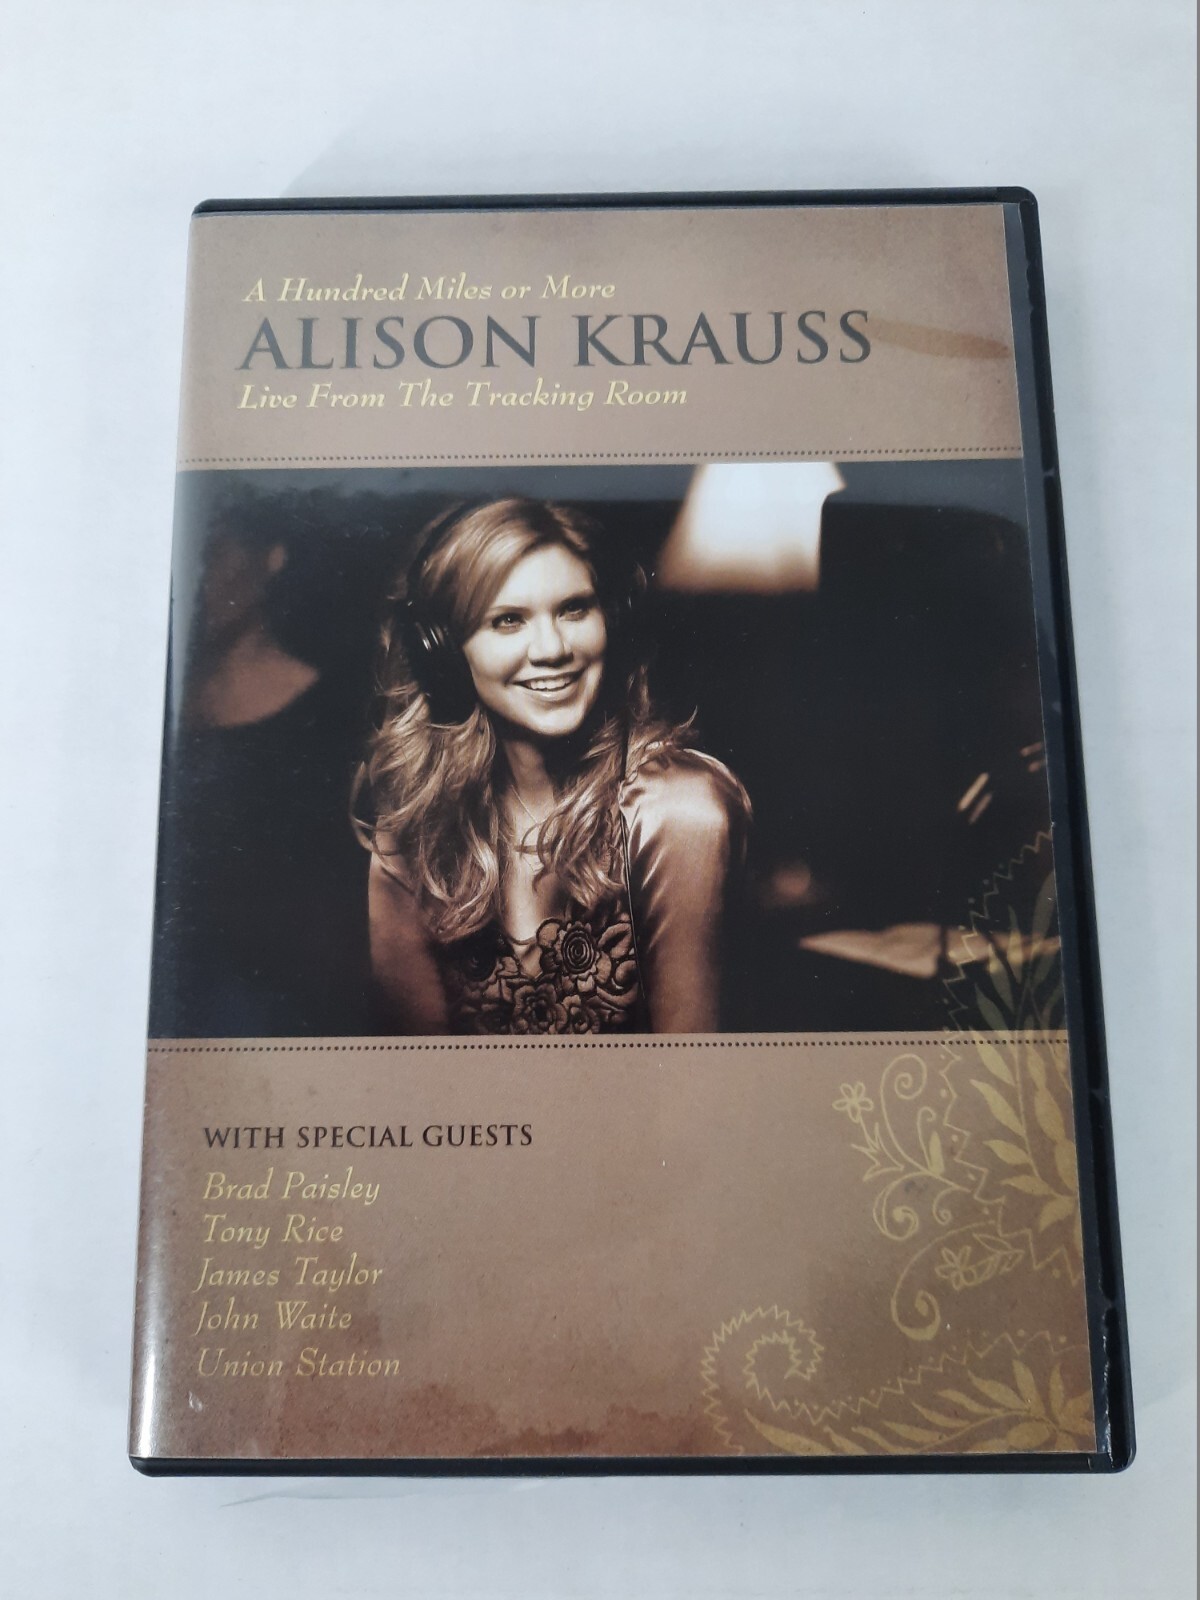 A Hundred Miles or More
ALISON KRAUSS
Live From The Tracking Room
WITH SPECIAL GUESTS
Brad Paisley
Tony Rice
James Taylor
John Waite
Union Station